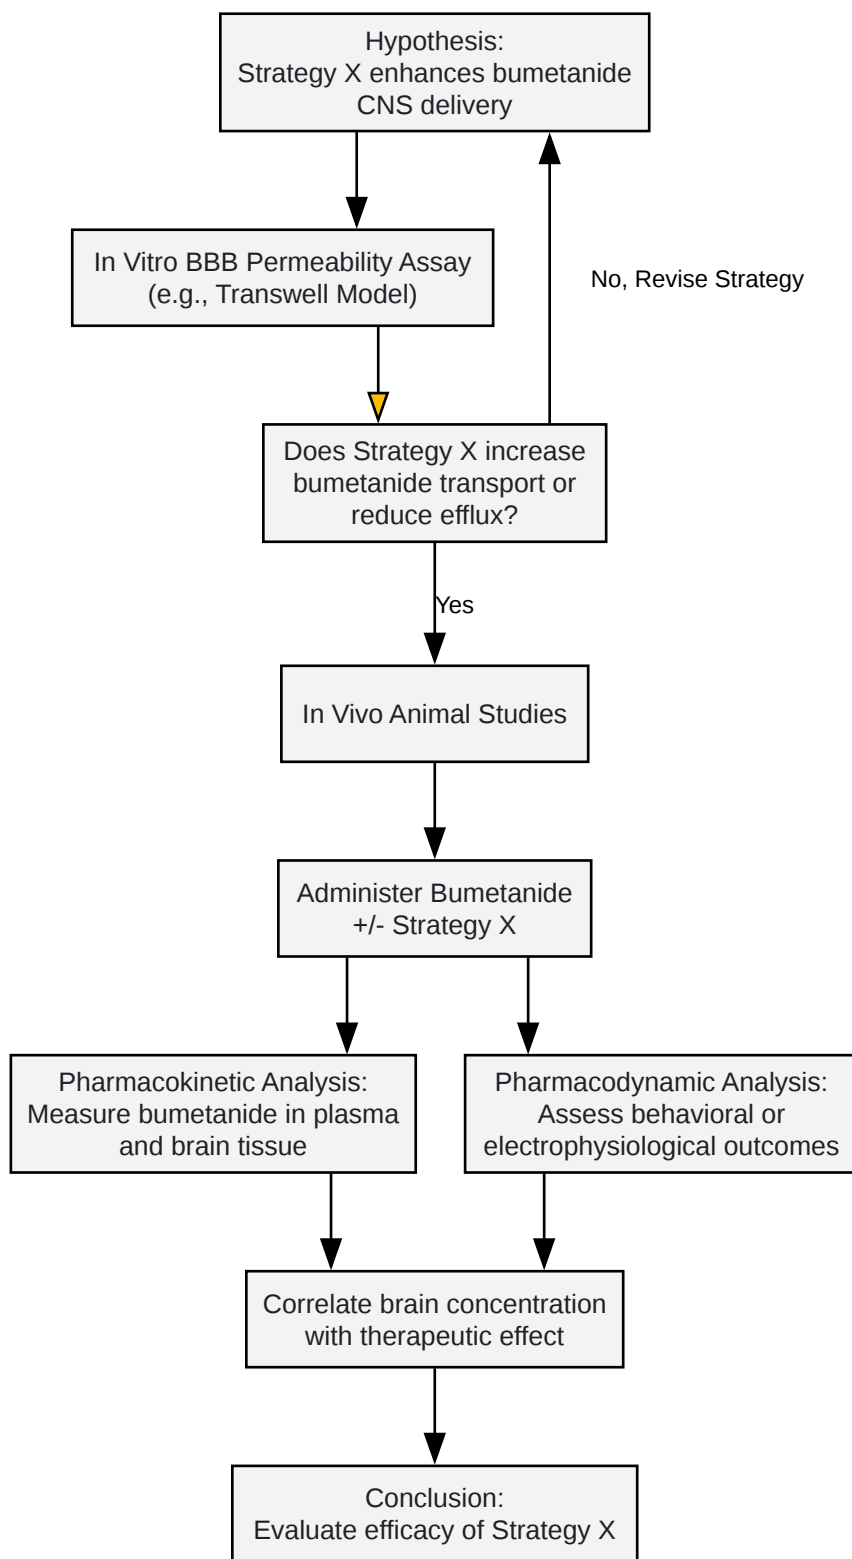 Hypothesis:
Strategy X enhances bumetanide
CNS delivery
In Vitro BBB Permeability Assay
(e.g., Transwell Model)
No, Revise Strategy
Does Strategy X increase
bumetanide transport or
reduce efflux?
Yes
In Vivo Animal Studies
Administer Bumetanide
+/- Strategy X
Pharmacokinetic Analysis:
Measure bumetanide in plasma
and brain tissue
Pharmacodynamic Analysis:
Assess behavioral or
electrophysiological outcomes
Correlate brain concentration
with therapeutic effect
Conclusion:
Evaluate efficacy of Strategy X